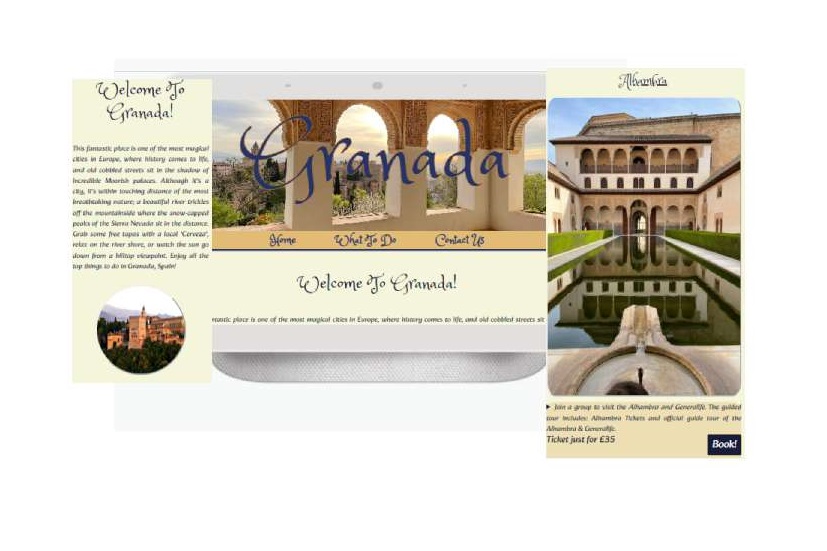 Welcome To
Granada!
This fantastic place is one of the most magical
cities in Europe, where history comes to life,
and old cobbled streets sit in the shadow of
incredible Moorish palaces. Although it's a
city, it's within touching distance of the most
breathtaking nature; a beautiful river trickles
off the mountainside where the snow-capped
peaks of the Sierra Nevada sit in the distance.
Grab some free tapas with a local 'Cerveza',
relax on the river shore, or watch the sun go
down from a hilltop viewpoint. Enjoy all the
top things to do in Granada, Spain!
Granada
Home What To Do Contact Us
Welcome To Granada!
ntastic place is one of the most magical cities in Europe, where history comes to life, and old cobbled streets sit
Alhambra
▶ Join a group to visit the Alhambra and Generalife. The guided
tour includes: Alhambra Tickets and official guide tour of the
Alhambra & Generalife.
Ticket just for £35
Book!